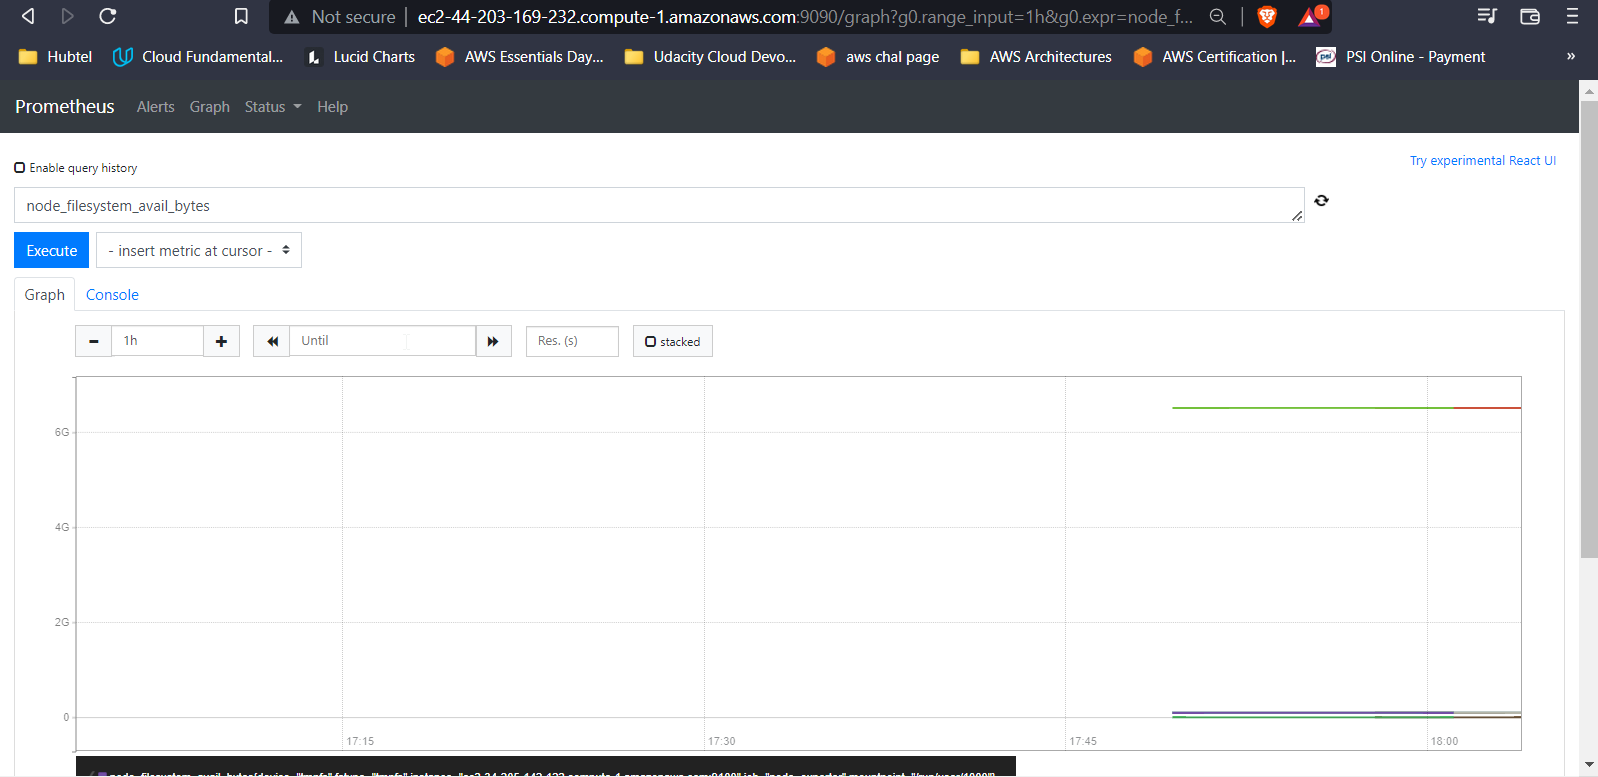 Not secure ec2-44-203-169-232.compute-1.amazonaws.com:9090/graph?g0.range_input=1h&g0.expr=node_f... 1
Hubtel Cloud Fundamental... Lucid Charts AWS Essentials Day... Udacity Cloud Devo... aws chal page AWS Architectures AWS Certification |... psi PSI Online - Payment »
Prometheus Alerts Graph Status Help
Enable query history Try experimental React UI
node_filesystem_avail_bytes
Execute - insert metric at cursor -
Graph Console
1h Until Res. (s) stacked
6G
4G
2G
0
17:15 17:30 17:45 18:00